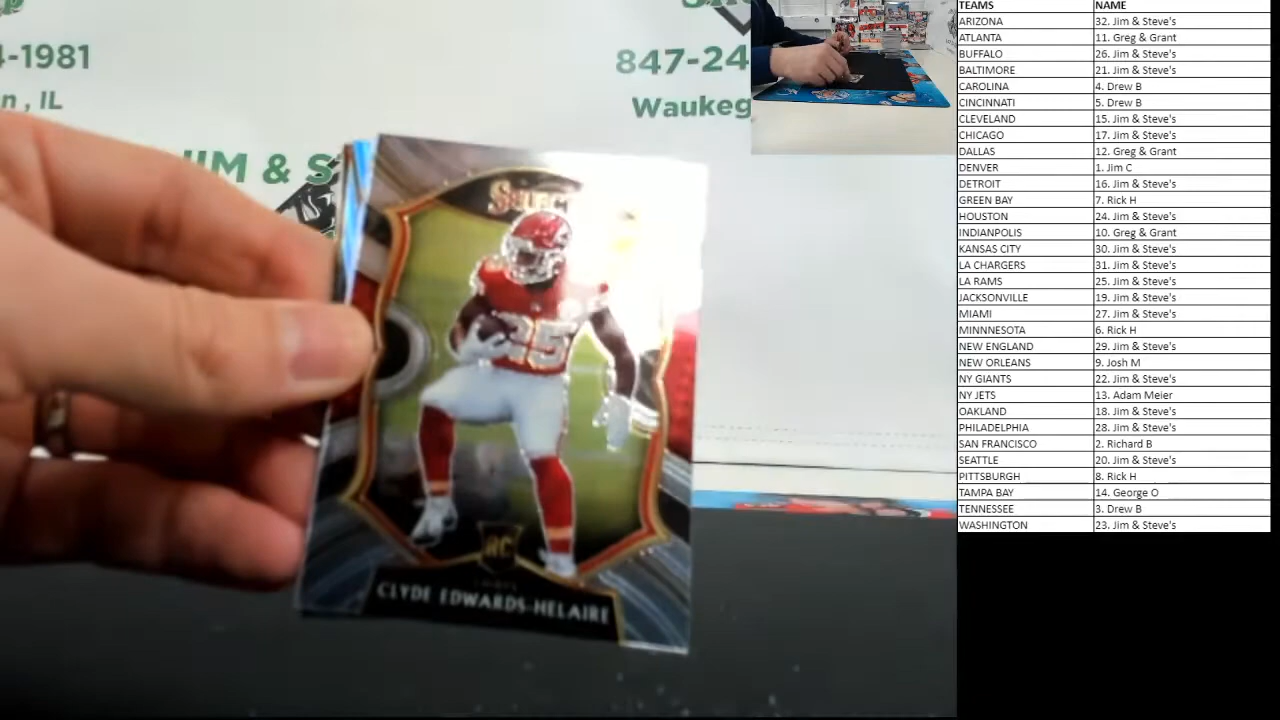 4-1981
n , IL
JIM & S
847-24
Waukeg
SELECT
25
RC
CLYDE EDWARDS-HELAIRE
TEAMS NAME
ARIZONA 32. Jim & Steve's
ATLANTA 11. Greg & Grant
BUFFALO 26. Jim & Steve's
BALTIMORE 21. Jim & Steve's
CAROLINA 4. Drew B
CINCINNATI 5. Drew B
CLEVELAND 15. Jim & Steve's
CHICAGO 17. Jim & Steve's
DALLAS 12. Greg & Grant
DENVER 1. Jim C
DETROIT 16. Jim & Steve's
GREEN BAY 7. Rick H
HOUSTON 24. Jim & Steve's
INDIANPOLIS 10. Greg & Grant
KANSAS CITY 30. Jim & Steve's
LA CHARGERS 31. Jim & Steve's
LA RAMS 25. Jim & Steve's
JACKSONVILLE 19. Jim & Steve's
MIAMI 27. Jim & Steve's
MINNNESOTA 6. Rick H
NEW ENGLAND 29. Jim & Steve's
NEW ORLEANS 9. Josh M
NY GIANTS 22. Jim & Steve's
NY JETS 13. Adam Meier
OAKLAND 18. Jim & Steve's
PHILADELPHIA 28. Jim & Steve's
SAN FRANCISCO 2. Richard B
SEATTLE 20. Jim & Steve's
PITTSBURGH 8. Rick H
TAMPA BAY 14. George O
TENNESSEE 3. Drew B
WASHINGTON 23. Jim & Steve's